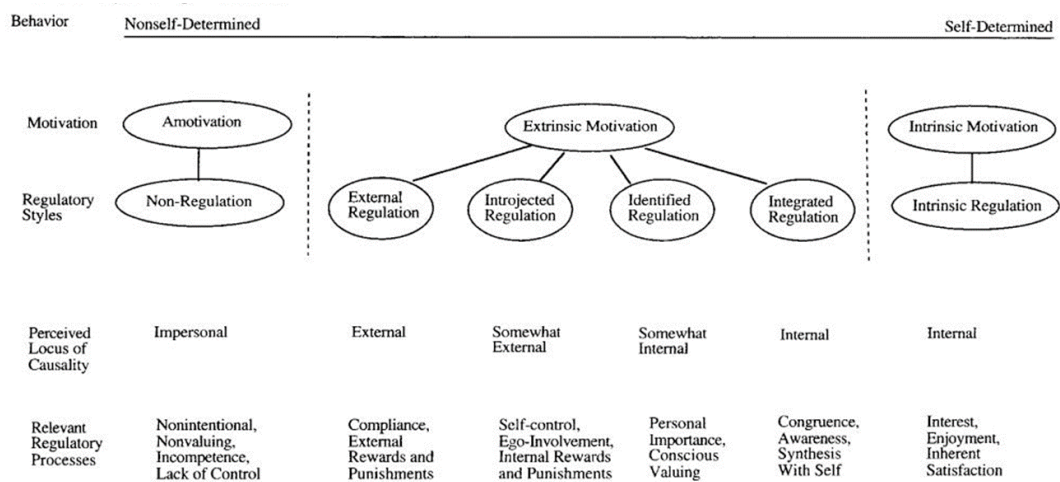 Behavior Nonself-Determined Self-Determined
Motivation Amotivation Extrinsic Motivation Intrinsic Motivation
Regulatory Styles
Non-Regulation
External Regulation
Introjected Regulation
Identified Regulation
Integrated Regulation
Intrinsic Regulation
Perceived
Locus of
Causality
Impersonal
External
Somewhat
External
Somewhat
Internal
Internal
Internal
Relevant
Regulatory
Processes
Nonintentional,
Nonvaluing,
Incompetence,
Lack of Control
Compliance,
External
Rewards and
Punishments
Self-control,
Ego-Involvement,
Internal Rewards
and Punishments
Personal
Importance,
Conscious
Valuing
Congruence,
Awareness,
Synthesis
With Self
Interest,
Enjoyment,
Inherent
Satisfaction